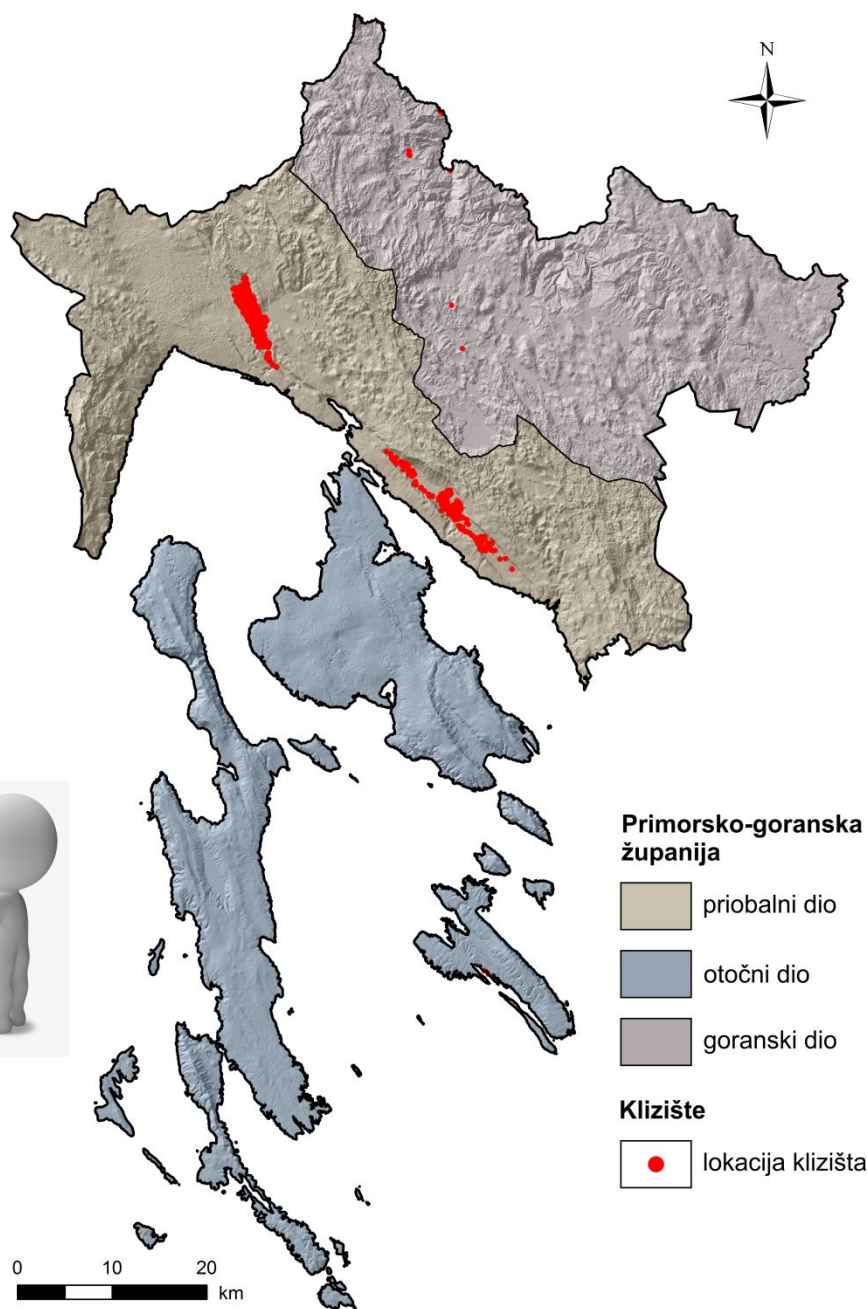 N
Primorsko-goranska
županija
priobalni dio
otočni dio
goranski dio
Klizište
lokacija klizišta
0 10 20
km